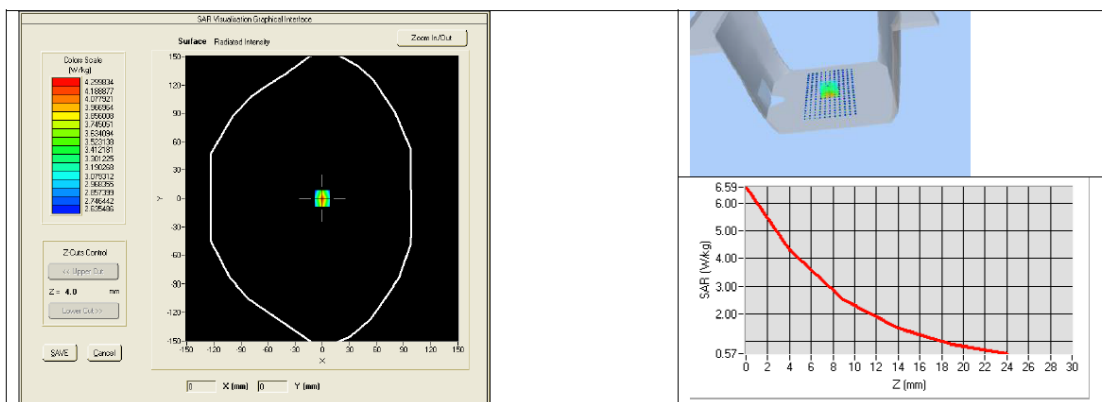 SAR Visualisation Graphical Interface
Surface Radiated Intensity
Zoom In/Out
Colors Scale
(W/kg)
4.299834
4.188877
4.077921
3.966964
3.856008
3.745051
3.634094
3.523138
3.412181
3.301225
3.190268
3.079312
2.968355
2.857399
2.746442
2.635486
Z-Cuts Control
<< Upper Cut
Z = 4.0 mm
Lower Cut >>
SAVE Cancel
150
120
90
60
30
0
-30
-60
-90
-120
-150
Y
-150 -120 -90 -60 -30 0 30 60 90 120 150
X
0 X (mm) 0 Y (mm)
6.59
6.00
5.00
4.00
3.00
2.00
0.57
SAR (W/kg)
0 2 4 6 8 10 12 14 16 18 20 22 24 26 28 30
Z (mm)